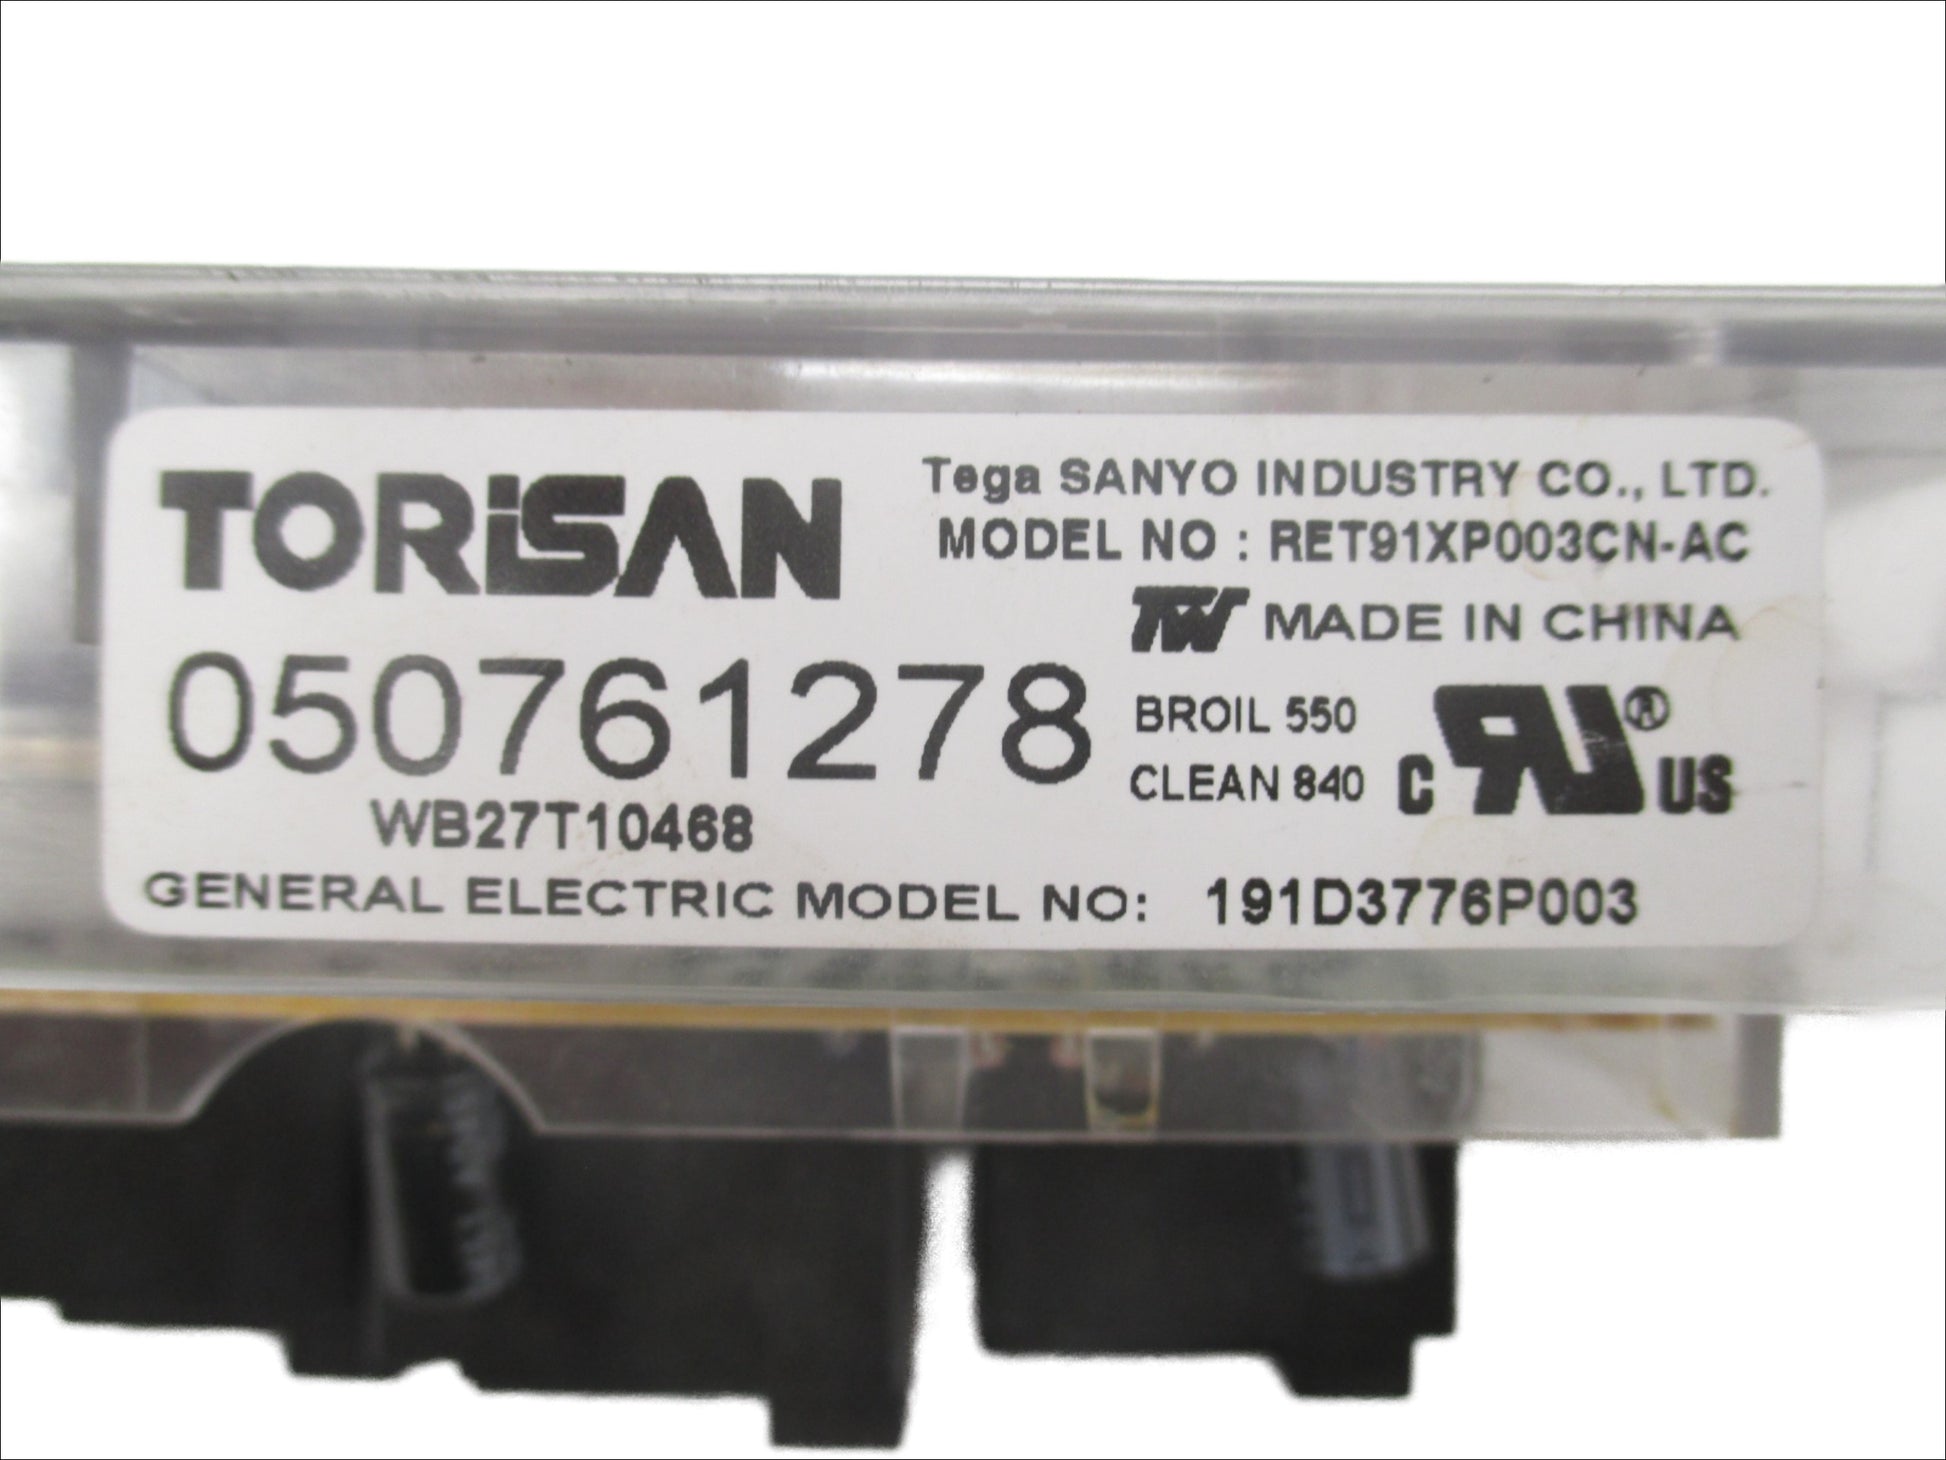 TORiSAN
Tega SANYO INDUSTRY CO., LTD.
MODEL NO : RET91XP003CN-AC
TW MADE IN CHINA
050761278
BROIL 550
CLEAN 840
C RU® US
WB27T10468
GENERAL ELECTRIC MODEL NO: 191D3776P003